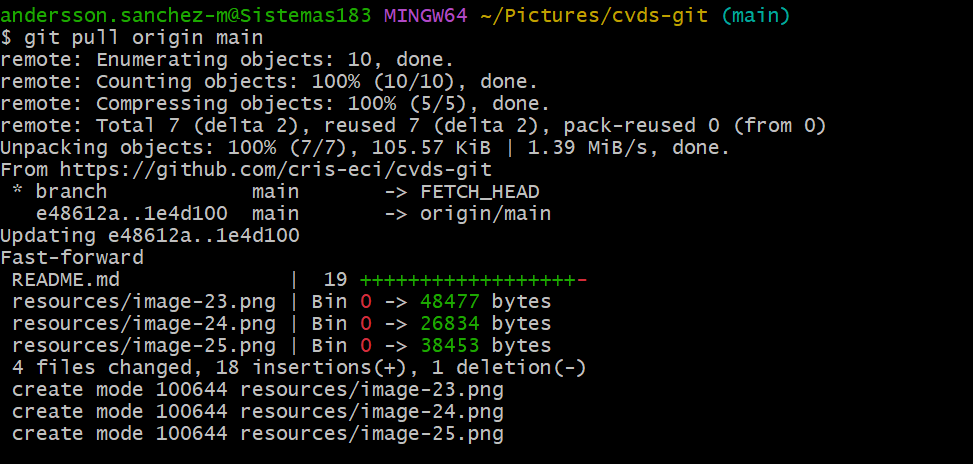 andersson.sanchez-m@Sistemas183 MINGW64 ~/Pictures/cvds-git (main)
$ git pull origin main
remote: Enumerating objects: 10, done.
remote: Counting objects: 100% (10/10), done.
remote: Compressing objects: 100% (5/5), done.
remote: Total 7 (delta 2), reused 7 (delta 2), pack-reused 0 (from 0)
Unpacking objects: 100% (7/7), 105.57 KiB | 1.39 MiB/s, done.
From https://github.com/cris-eci/cvds-git
 * branch            main       -> FETCH_HEAD
   e48612a..1e4d100  main       -> origin/main
Updating e48612a..1e4d100
Fast-forward
 README.md              |  19 ++++++++++++++++++-
 resources/image-23.png | Bin 0 -> 48477 bytes
 resources/image-24.png | Bin 0 -> 26834 bytes
 resources/image-25.png | Bin 0 -> 38453 bytes
 4 files changed, 18 insertions(+), 1 deletion(-)
 create mode 100644 resources/image-23.png
 create mode 100644 resources/image-24.png
 create mode 100644 resources/image-25.png